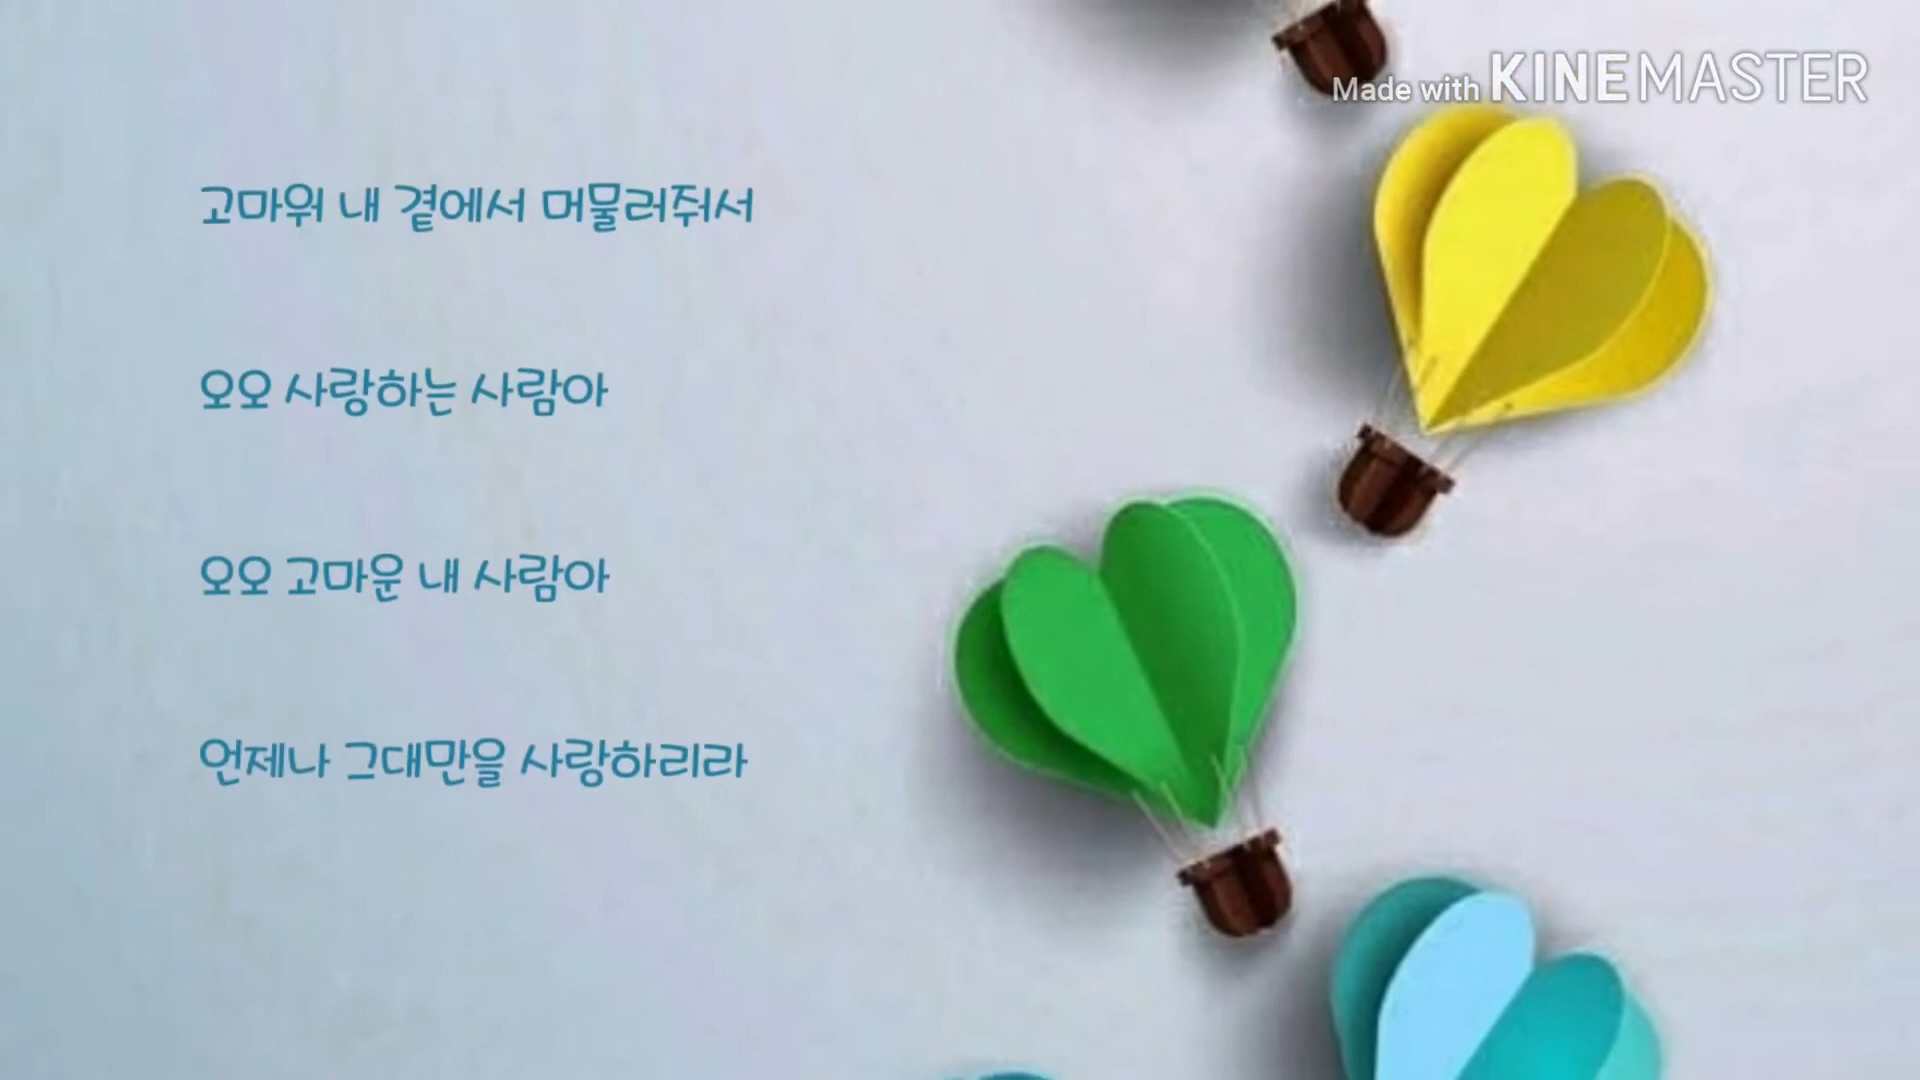 Made with KINEMASTER
고마워 내 곁에서 머물러줘서
오오 사랑하는 사람아
오오 고마운 내 사람아
언제나 그대만을 사랑하리라